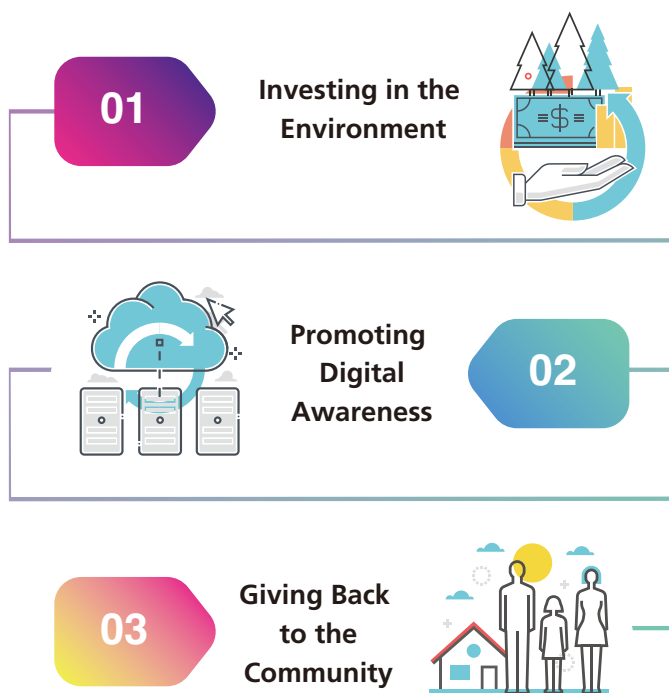 01
Investing in the
Environment
=$=
Promoting
Digital
Awareness
02
03
Giving Back
to the
Community